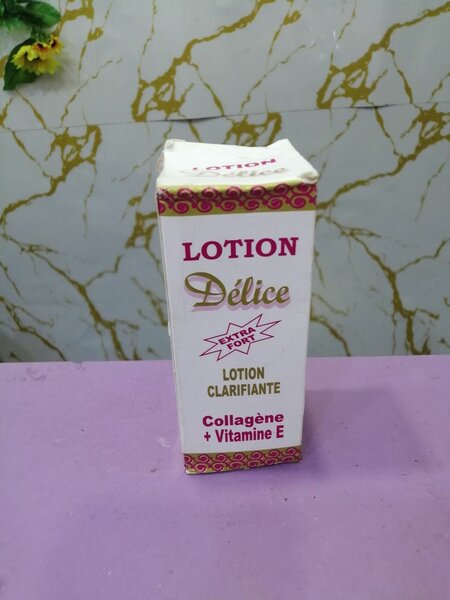 LOTION
Délice
LOTION
Délice
EXTRA
FORT
LOTION
CLARIFIANTE
Collagène
+ Vitamine E